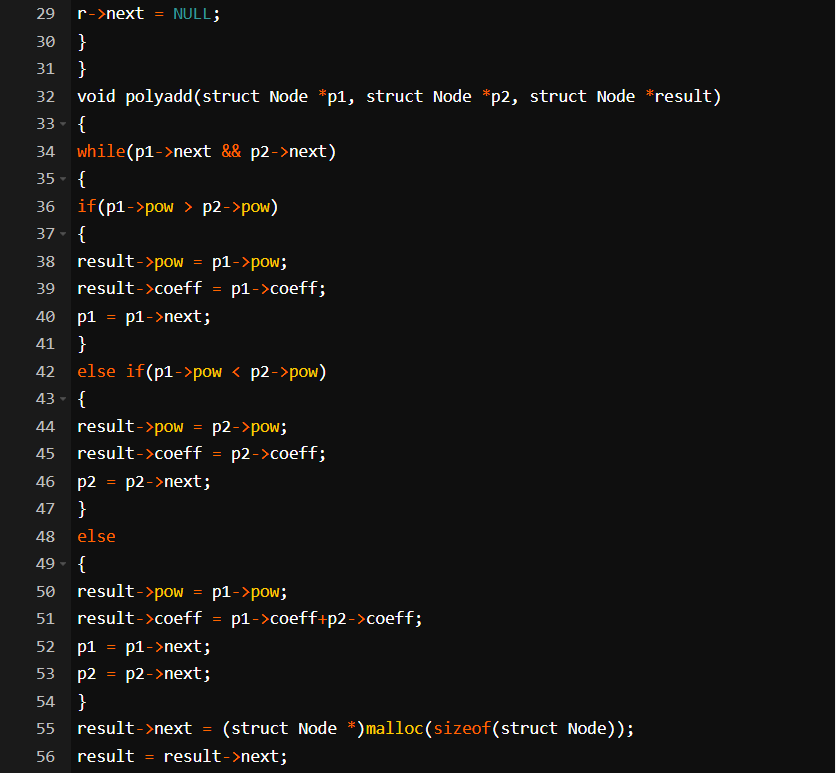 29 r->next = NULL;
30 }
31 }
32 void polyadd(struct Node *p1, struct Node *p2, struct Node *result)
33 {
34 while(p1->next && p2->next)
35 {
36 if(p1->pow > p2->pow)
37 {
38 result->pow = p1->pow;
39 result->coeff = p1->coeff;
40 p1 = p1->next;
41 }
42 else if(p1->pow < p2->pow)
43 {
44 result->pow = p2->pow;
45 result->coeff = p2->coeff;
46 p2 = p2->next;
47 }
48 else
49 {
50 result->pow = p1->pow;
51 result->coeff = p1->coeff+p2->coeff;
52 p1 = p1->next;
53 p2 = p2->next;
54 }
55 result->next = (struct Node *)malloc(sizeof(struct Node));
56 result = result->next;